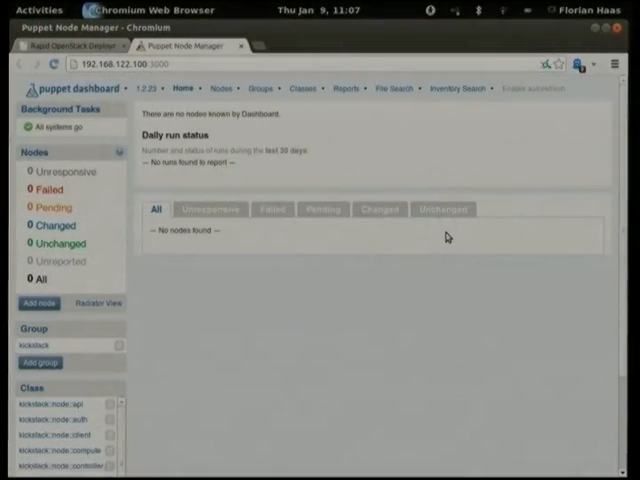 Activities Chromium Web Browser Thu Jan 9, 11:07 Florian Haas
Puppet Node Manager - Chromium
Rapid OpenStack Deployr Puppet Node Manager
192.168.122.100:3000
puppet dashboard 1.2.23 Home Nodes Groups Classes Reports File Search Inventory Search
Background Tasks
All systems go
Nodes
0 Unresponsive
0 Failed
0 Pending
0 Changed
0 Unchanged
0 Unreported
0 All
Add node Radiator View
Group
kickstack
Add group
Class
kickstack::node::api
kickstack::node::auth
kickstack::node::client
kickstack::node::compute
kickstack::node::controller
There are no nodes known by Dashboard.
Daily run status
Number and status of runs during the last 30 days:
— No runs found to report —
All Unresponsive Failed Pending Changed Unchanged
— No nodes found —